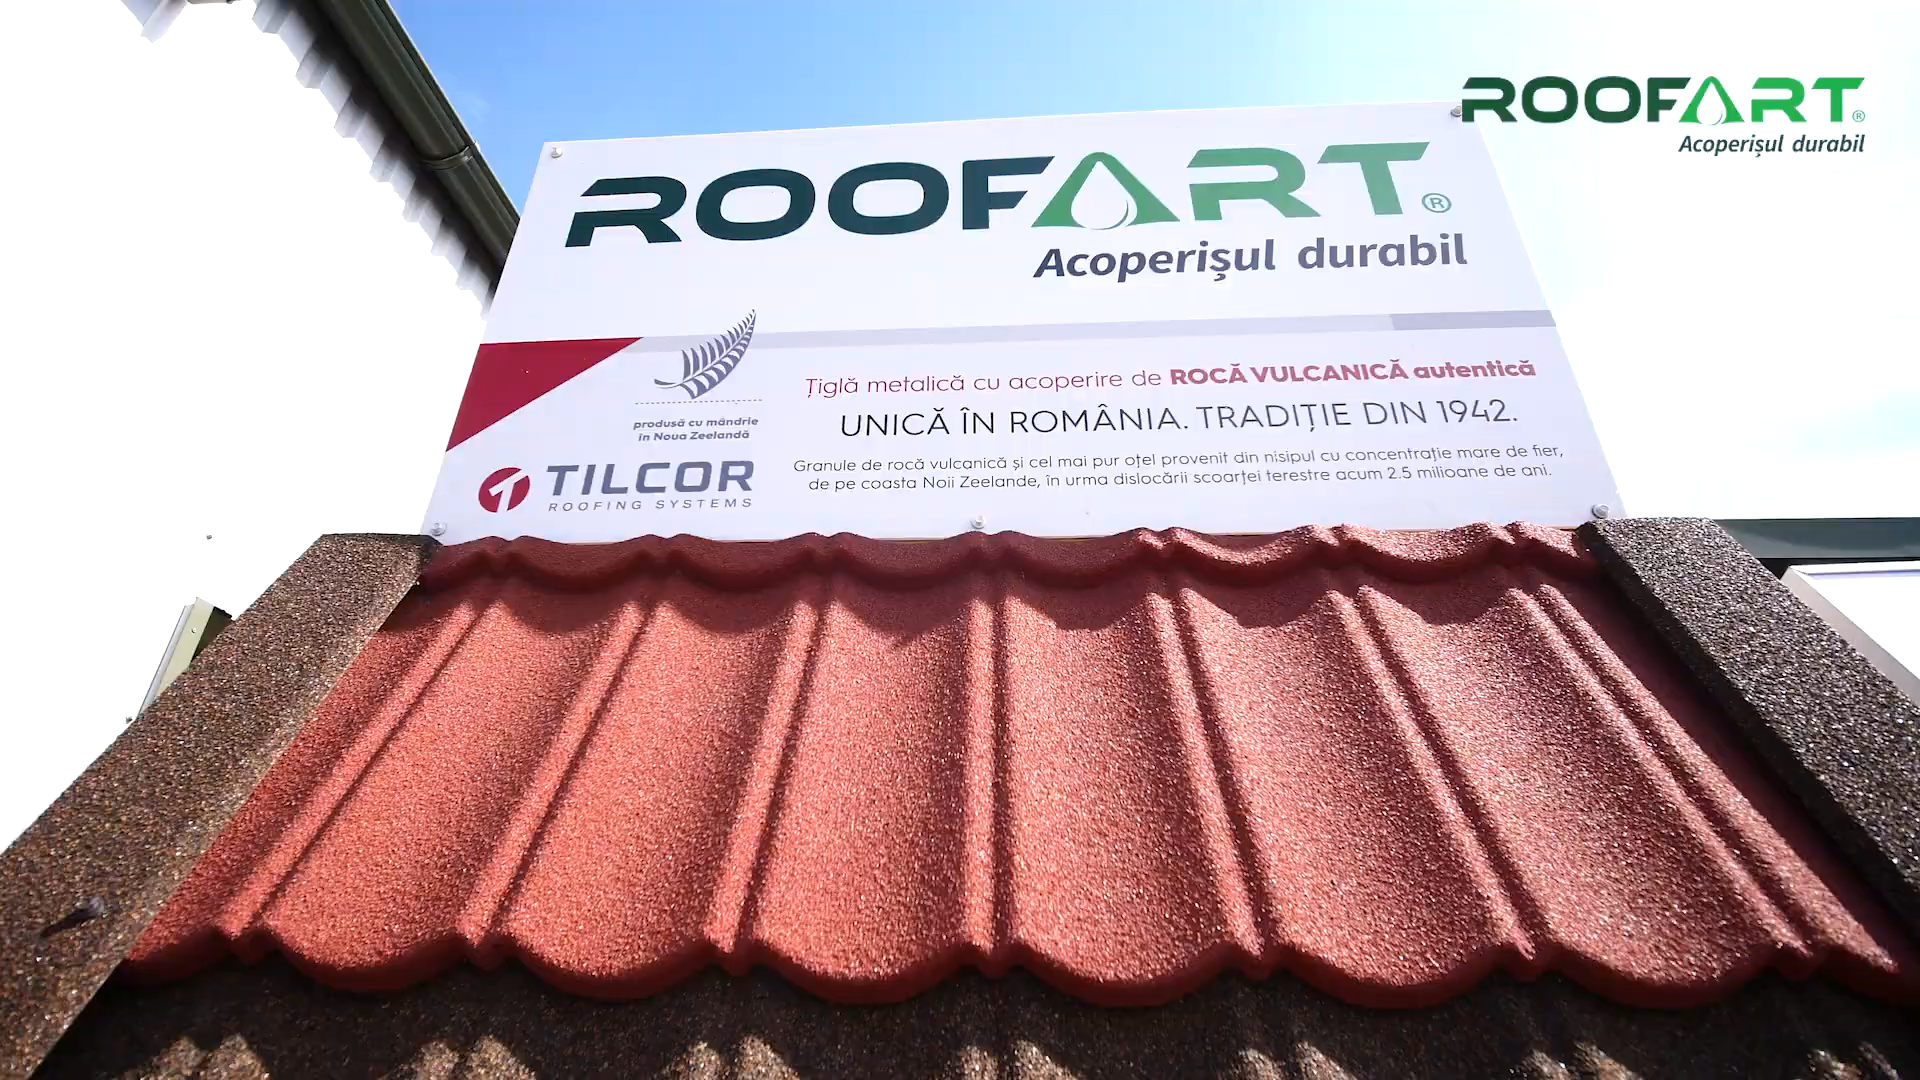 ROOFART®
Acoperișul durabil
ROOFART®
Acoperișul durabil
produsă cu mândrie
în Noua Zeelandă
TILCOR
ROOFING SYSTEMS
Țiglă metalică cu acoperire de ROCĂ VULCANICĂ autentică
UNICĂ ÎN ROMÂNIA. TRADIȚIE DIN 1942.
Granule de rocă vulcanică și cel mai pur oțel provenit din nisipul cu concentrație mare de fier,
de pe coasta Noii Zeelande, în urma dislocării scoarței terestre acum 2.5 milioane de ani.